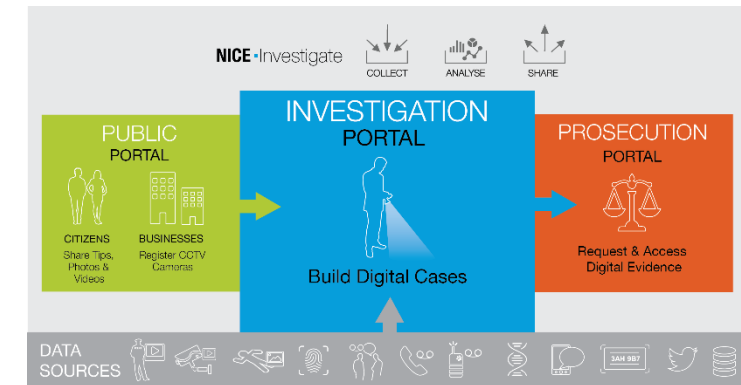 NICE·Investigate
COLLECT
ANALYSE
SHARE
PUBLIC
PORTAL
CITIZENS
Share Tips,
Photos &
Videos
BUSINESSES
Register CCTV
Cameras
INVESTIGATION
PORTAL
Build Digital Cases
PROSECUTION
PORTAL
Request & Access
Digital Evidence
DATA
SOURCES
3AH 9B7